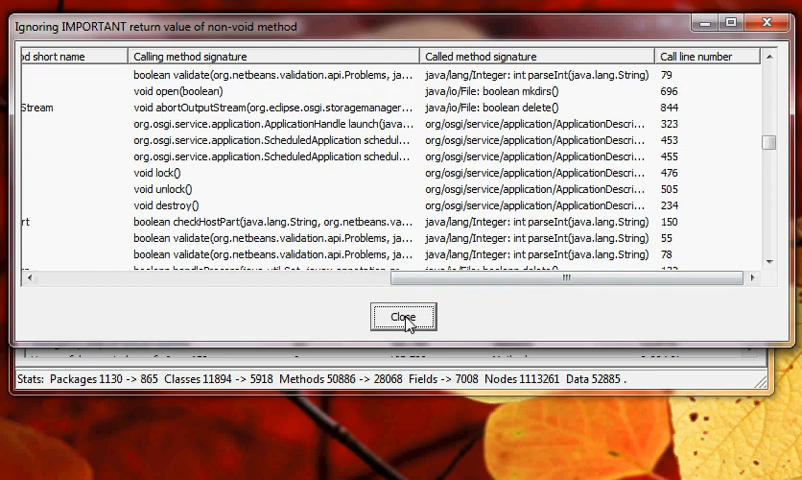 Ignoring IMPORTANT return value of non-void method
od short name Calling method signature Called method signature Call line number
boolean validate(org.netbeans.validation.api.Problems, ja... java/lang/Integer: int parseInt(java.lang.String) 79
void open(boolean) java/io/File: boolean mkdirs() 696
Stream void abortOutputStream(org.eclipse.osgi.storagemanager... java/io/File: boolean delete() 844
org.osgi.service.application.ApplicationHandle launch(java... org/osgi/service/application/ApplicationDescri... 323
org.osgi.service.application.ScheduledApplication schedul... org/osgi/service/application/ApplicationDescri... 453
org.osgi.service.application.ScheduledApplication schedul... org/osgi/service/application/ApplicationDescri... 455
void lock() org/osgi/service/application/ApplicationDescri... 476
void unlock() org/osgi/service/application/ApplicationDescri... 505
void destroy() org/osgi/service/application/ApplicationDescri... 234
rt boolean checkHostPart(java.lang.String, org.netbeans.va... java/lang/Integer: int parseInt(java.lang.String) 150
boolean validate(org.netbeans.validation.api.Problems, ja... java/lang/Integer: int parseInt(java.lang.String) 55
boolean validate(org.netbeans.validation.api.Problems, ja... java/lang/Integer: int parseInt(java.lang.String) 78
Close
Stats: Packages 1130 -> 865 Classes 11894 -> 5918 Methods 50886 -> 28068 Fields -> 7008 Nodes 1113261 Data 52885 .